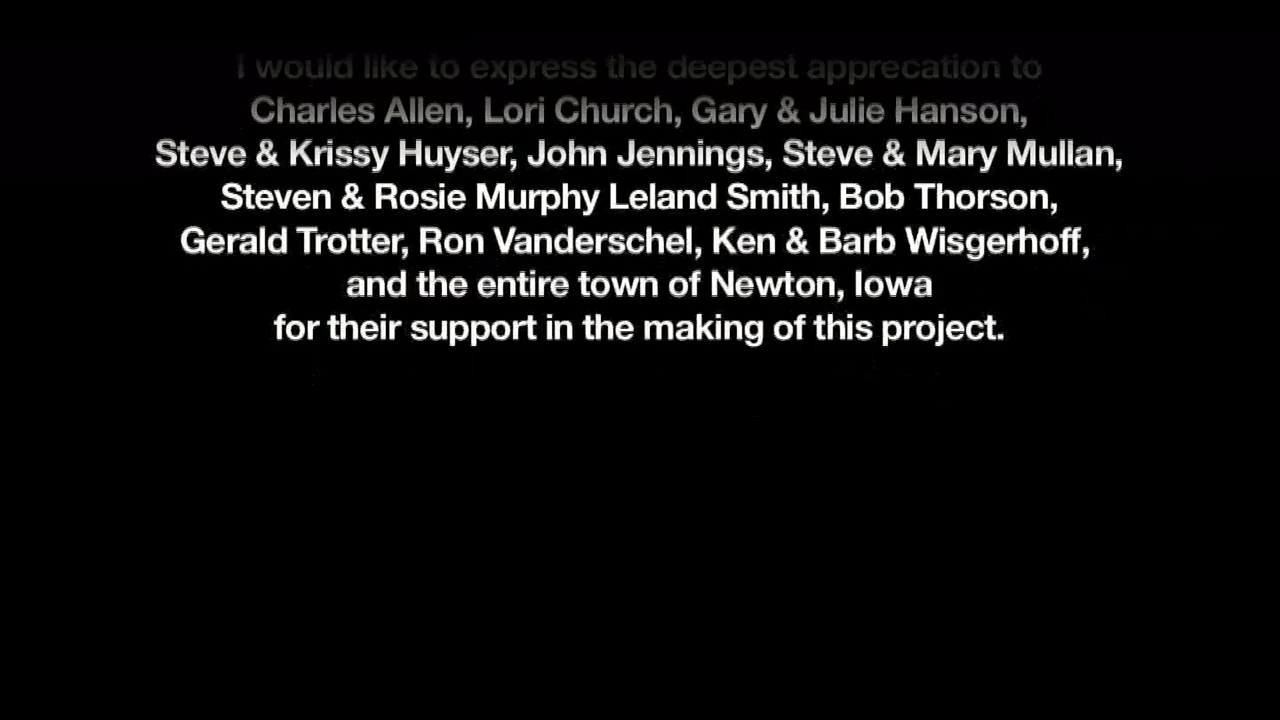 I would like to express the deepest apprecation to
Charles Allen, Lori Church, Gary & Julie Hanson,
Steve & Krissy Huyser, John Jennings, Steve & Mary Mullan,
Steven & Rosie Murphy Leland Smith, Bob Thorson,
Gerald Trotter, Ron Vanderschel, Ken & Barb Wisgerhoff,
and the entire town of Newton, Iowa
for their support in the making of this project.